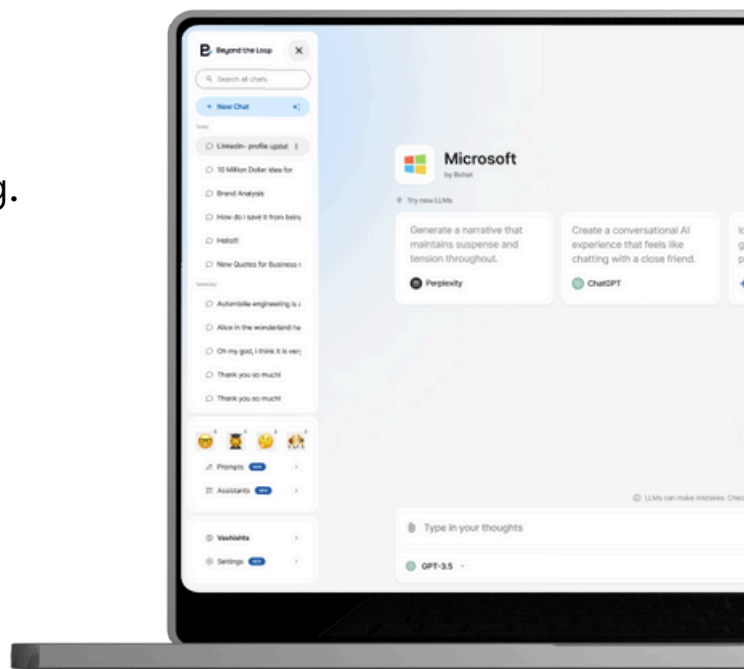 g.
Beyond the Loop
Search all chats
+ New Chat
Today
Linkedin- profile updat
10 Million Dollar Idea for
Brand Analysis
How do I save it from being
Hello!!
New Quotes for Business
Yesterday
Autombilie engineering is
Alice in the wonderland ha
Oh my god, I think it is very
Thank you so much!
Thank you so much!
Prompts NEW
Assistants NEW
Vashishta
Settings NEW
Microsoft
by Bchat
Try new LLMs
Generate a narrative that
maintains suspense and
tension throughout.
Perplexity
Create a conversational AI
experience that feels like
chatting with a close friend.
ChatGPT
LLMs can make mistakes. Chec
Type in your thoughts
GPT-3.5